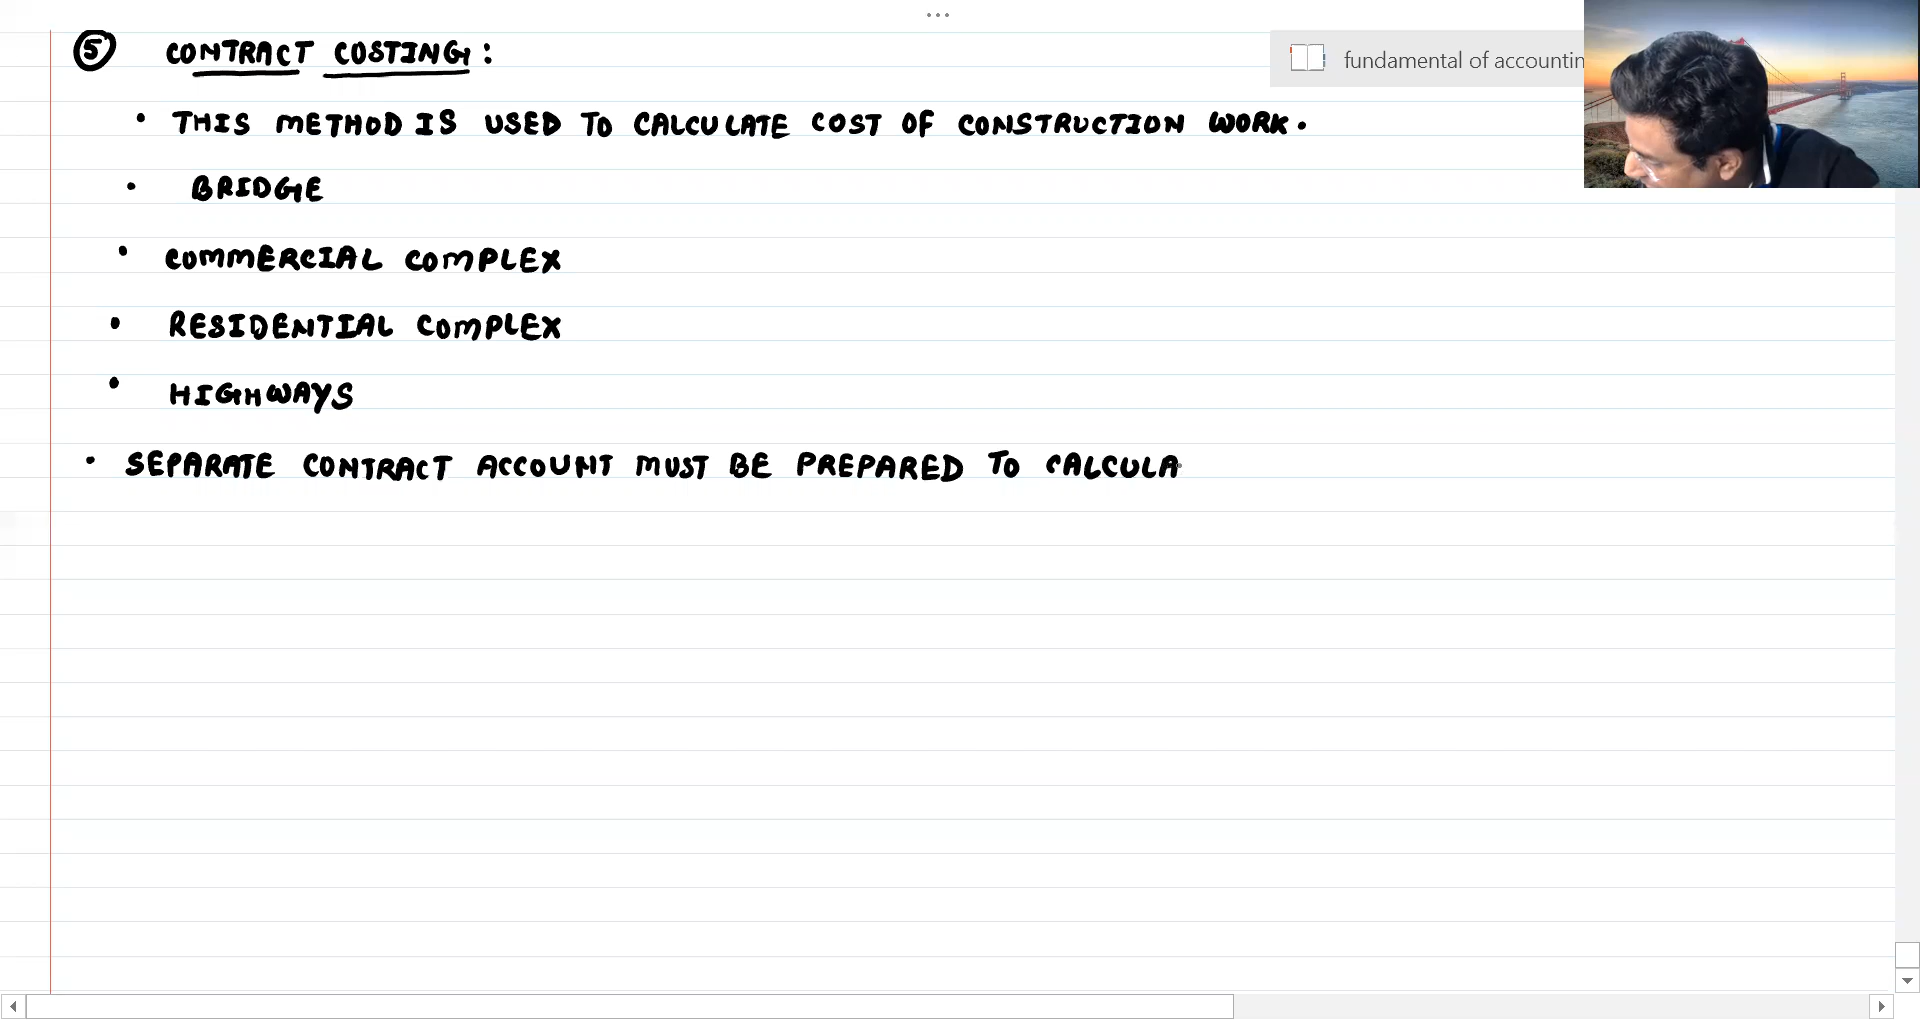 ⑤ CONTRACT COSTING:
fundamental of accountin
• THIS METHOD IS USED TO CALCULATE COST OF CONSTRUCTION WORK.
• BRIDGE
• COMMERCIAL COMPLEX
• RESIDENTIAL COMPLEX
• HIGHWAYS
• SEPARATE CONTRACT ACCOUNT MUST BE PREPARED TO CALCULA